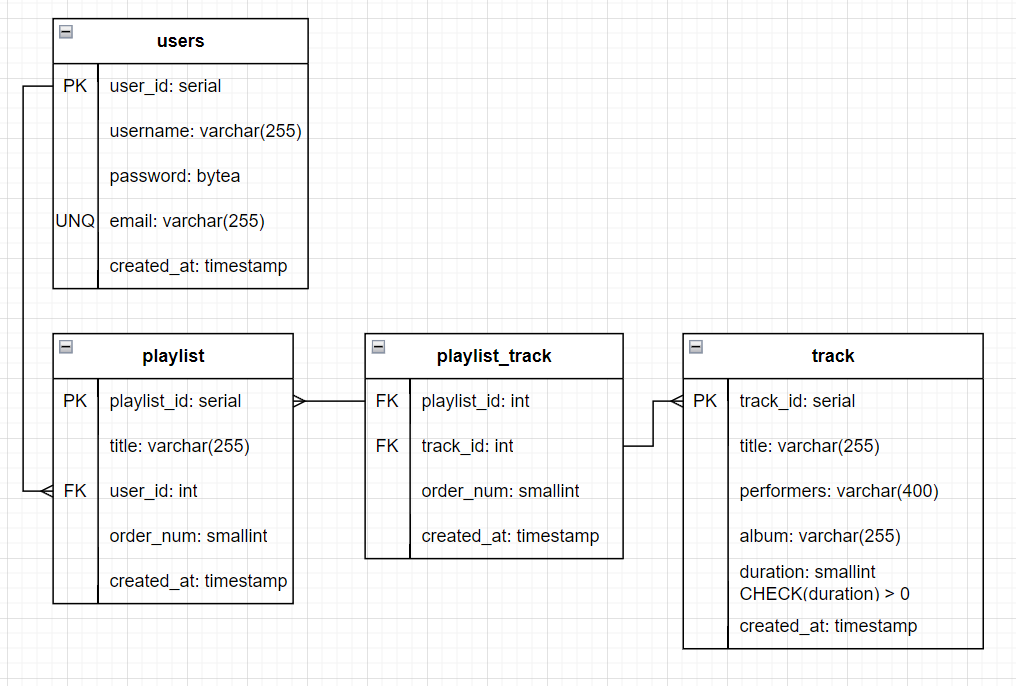 users
PK user_id: serial
username: varchar(255)
password: bytea
UNQ email: varchar(255)
created_at: timestamp
playlist
PK playlist_id: serial
title: varchar(255)
FK user_id: int
order_num: smallint
created_at: timestamp
playlist_track
FK playlist_id: int
FK track_id: int
order_num: smallint
created_at: timestamp
track
PK track_id: serial
title: varchar(255)
performers: varchar(400)
album: varchar(255)
duration: smallint
CHECK(duration) > 0
created_at: timestamp